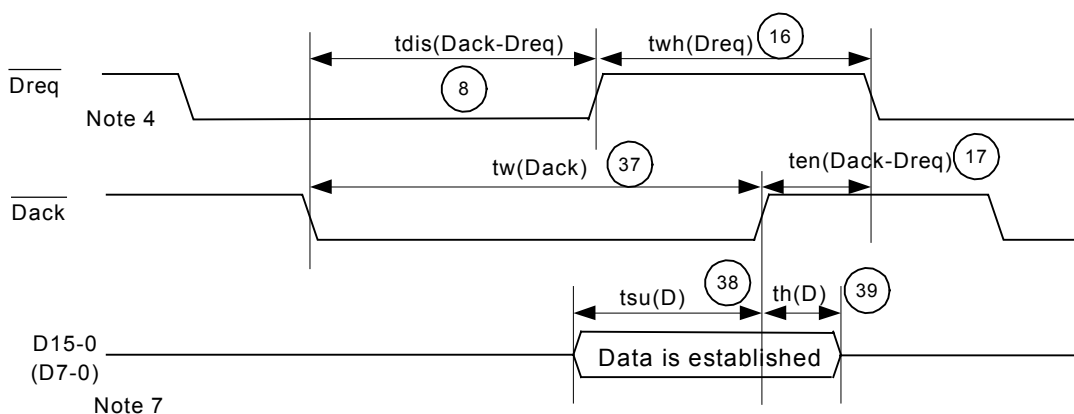 tdis(Dack-Dreq)
twh(Dreq)
16
Dreq
8
Note 4
tw(Dack)
37
ten(Dack-Dreq)
17
Dack
tsu(D)
38
th(D)
39
D15-0
(D7-0)
Data is established
Note 7